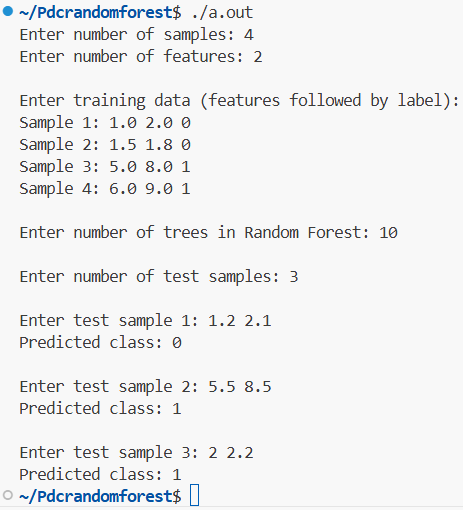 ~/Pdcrandomforest$ ./a.out
Enter number of samples: 4
Enter number of features: 2
Enter training data (features followed by label):
Sample 1: 1.0 2.0 0
Sample 2: 1.5 1.8 0
Sample 3: 5.0 8.0 1
Sample 4: 6.0 9.0 1
Enter number of trees in Random Forest: 10
Enter number of test samples: 3
Enter test sample 1: 1.2 2.1
Predicted class: 0
Enter test sample 2: 5.5 8.5
Predicted class: 1
Enter test sample 3: 2 2.2
Predicted class: 1
~/Pdcrandomforest$